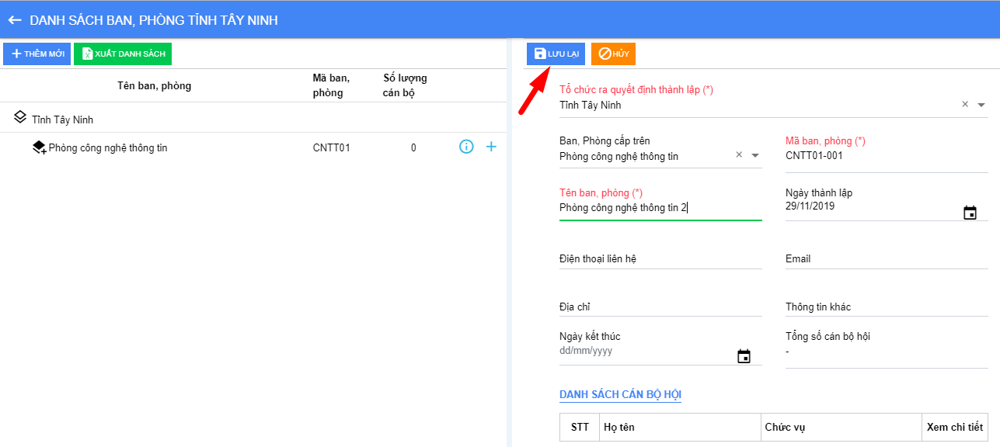 DANH SÁCH BAN, PHÒNG TỈNH TÂY NINH
THÊM MỚI
XUẤT DANH SÁCH
Tên ban, phòng
Mã ban,
phòng
Số lượng
cán bộ
Tỉnh Tây Ninh
Phòng công nghệ thông tin
CNTT01
0
LƯU LẠI
HỦY
Tổ chức ra quyết định thành lập (*)
Tỉnh Tây Ninh
Ban, Phòng cấp trên
Phòng công nghệ thông tin
Mã ban, phòng (*)
CNTT01-001
Tên ban, phòng (*)
Phòng công nghệ thông tin 2
Ngày thành lập
29/11/2019
Điện thoại liên hệ
Email
Địa chỉ
Thông tin khác
Ngày kết thúc
dd/mm/yyyy
Tổng số cán bộ hội
-
DANH SÁCH CÁN BỘ HỘI
STT
Họ tên
Chức vụ
Xem chi tiết